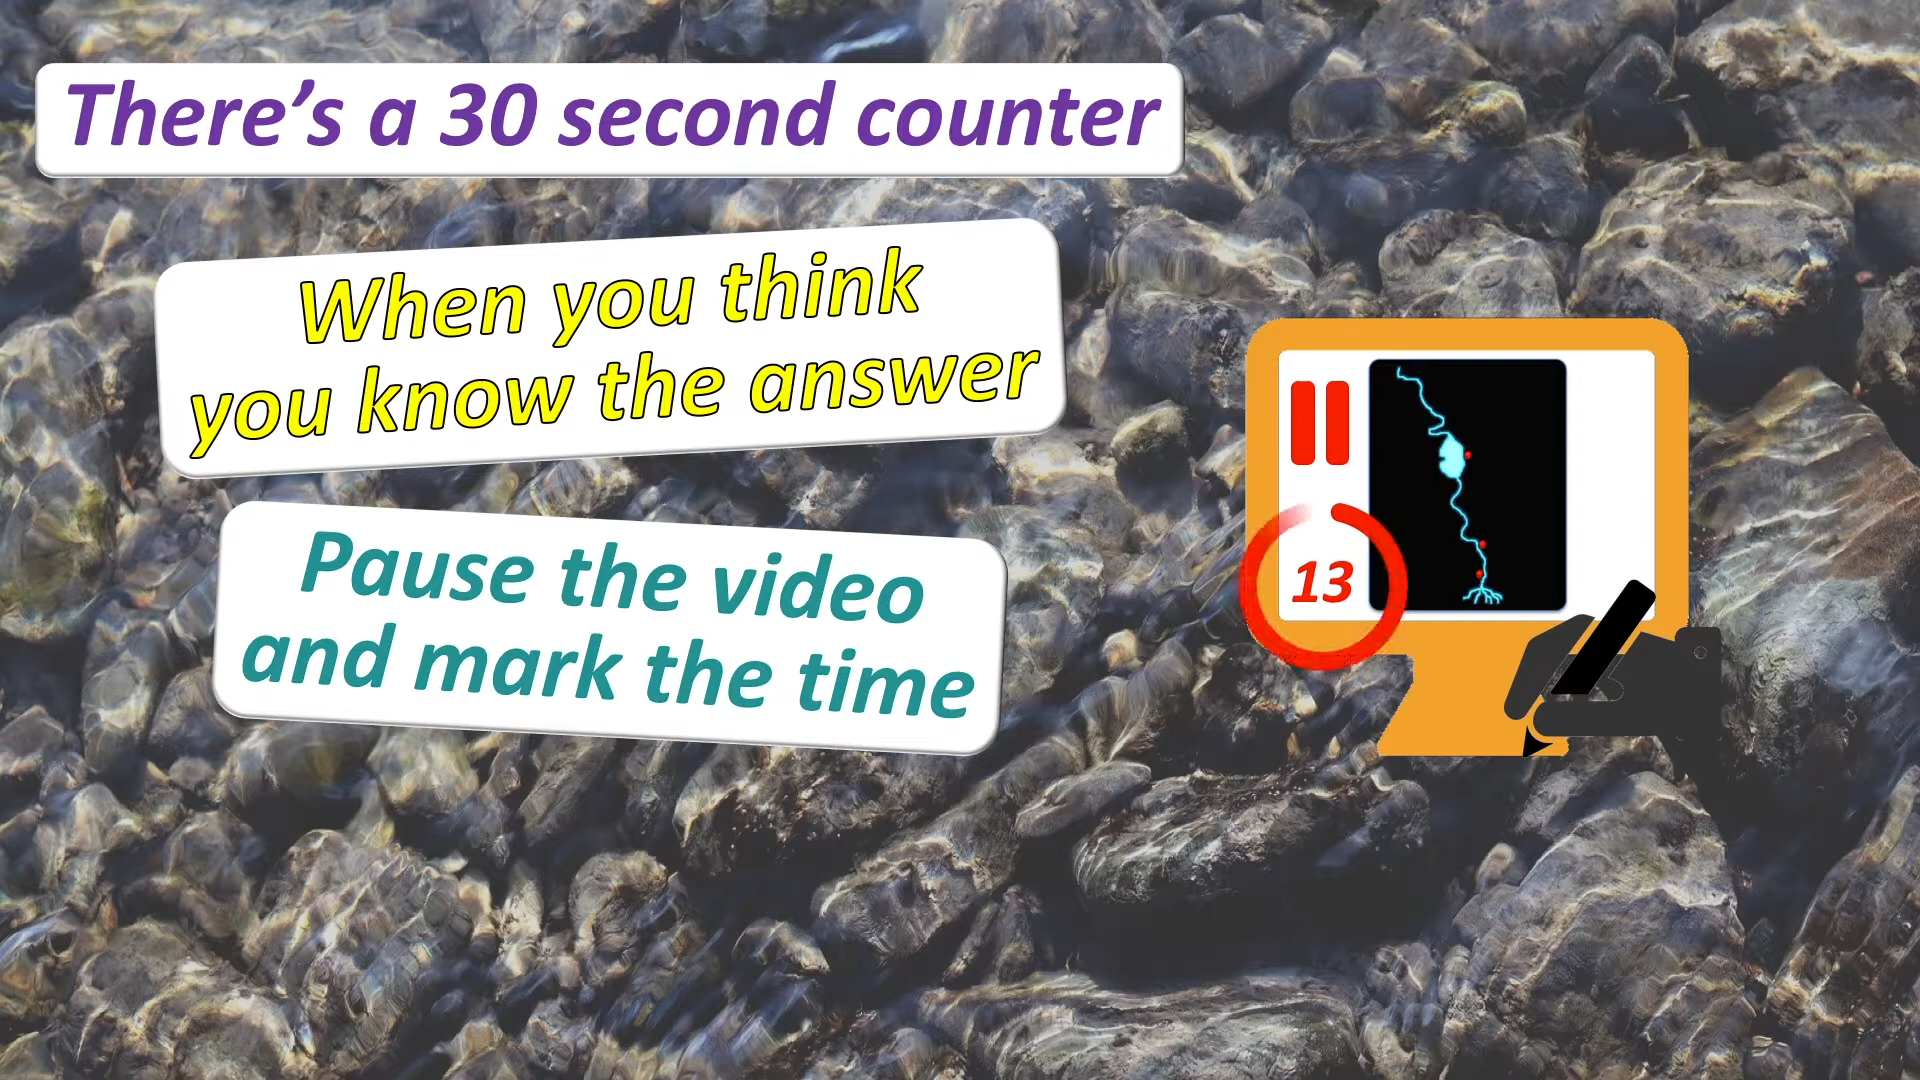 There’s a 30 second counter
When you think
you know the answer
Pause the video
and mark the time
13